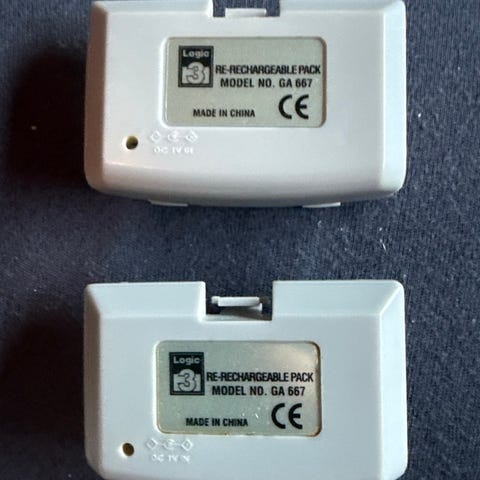 Logic
3
RE-RECHARGEABLE PACK
MODEL NO. GA 667
MADE IN CHINA CE
Logic
3
RE-RECHARGEABLE PACK
MODEL NO. GA 667
MADE IN CHINA CE